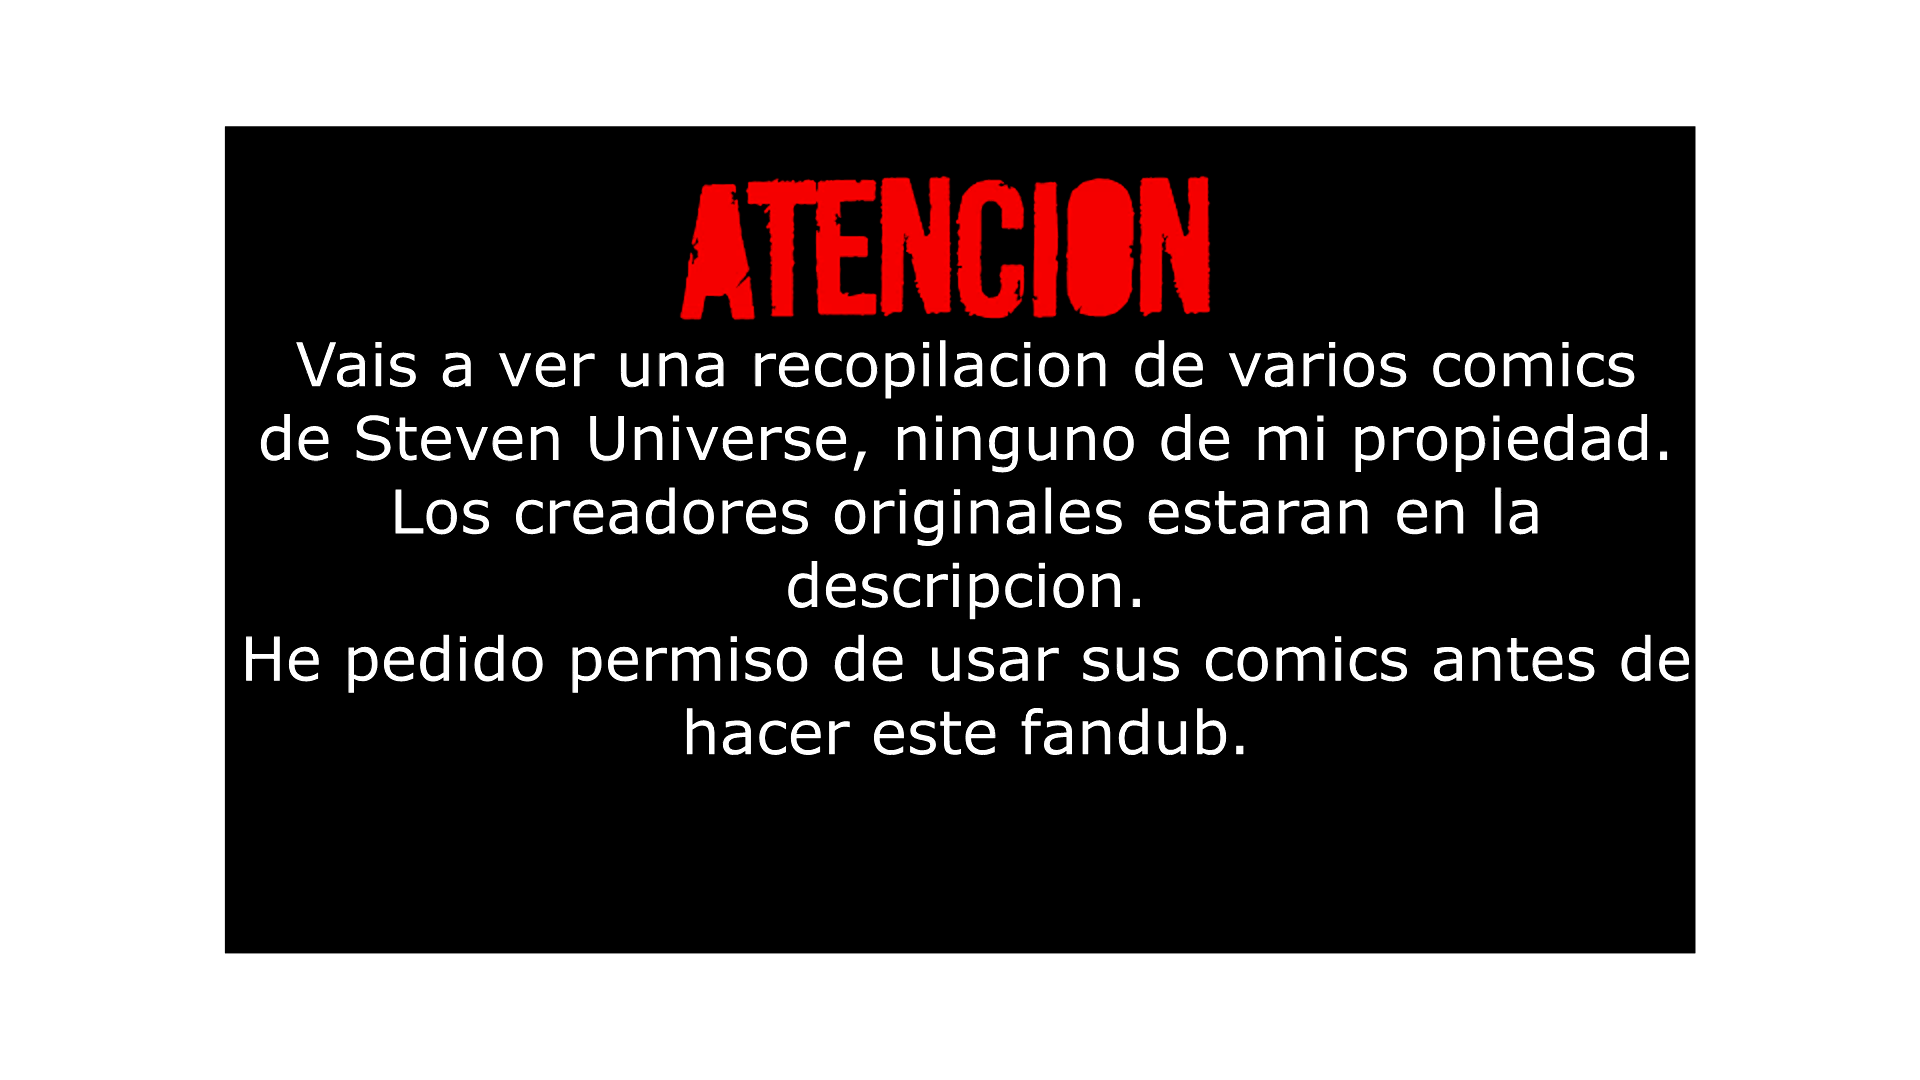 ATENCION
Vais a ver una recopilacion de varios comics
de Steven Universe, ninguno de mi propiedad.
Los creadores originales estaran en la
descripcion.
He pedido permiso de usar sus comics antes de
hacer este fandub.